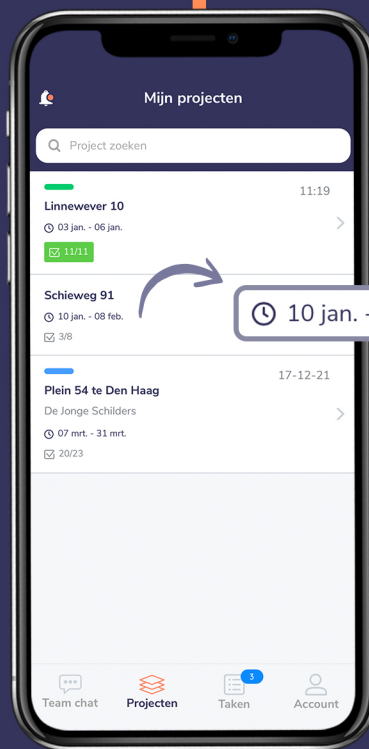 Mijn projecten
Project zoeken
11:19
Linnewever 10
03 jan. - 06 jan.
11/11
Schieweg 91
10 jan. - 08 feb.
10 jan. -
3/8
17-12-21
Plein 54 te Den Haag
De Jonge Schilders
07 mrt. - 31 mrt.
20/23
3
Team chat
Projecten
Taken
Account